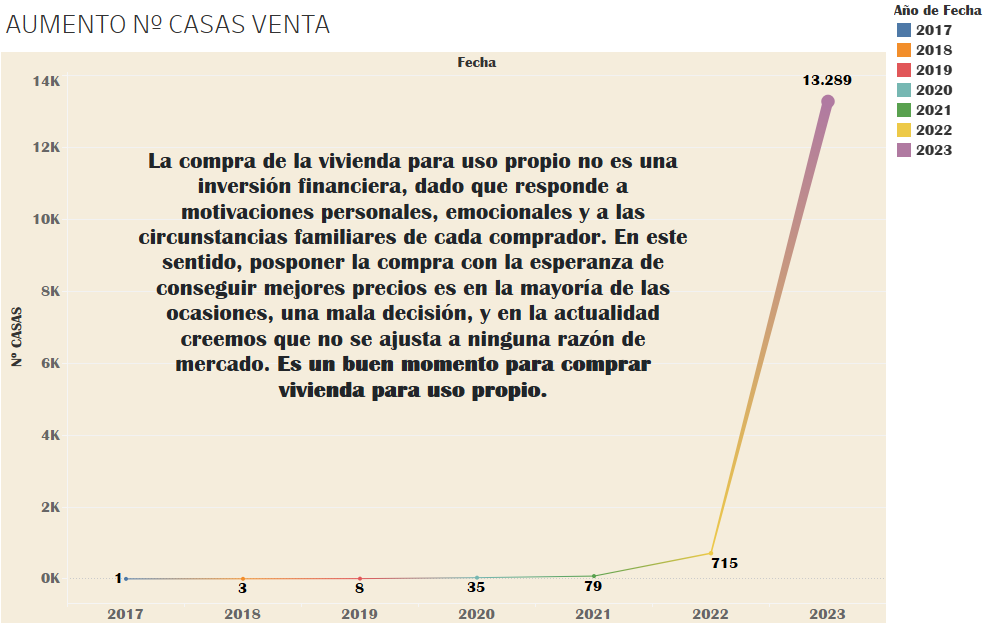 AUMENTO Nº CASAS VENTA
Año de Fecha
2017
2018
2019
2020
2021
2022
2023
Fecha
14K
12K
10K
8K
6K
4K
2K
0K
Nº CASAS
13.289
La compra de la vivienda para uso propio no es una
inversión financiera, dado que responde a
motivaciones personales, emocionales y a las
circunstancias familiares de cada comprador. En este
sentido, posponer la compra con la esperanza de
conseguir mejores precios es en la mayoría de las
ocasiones, una mala decisión, y en la actualidad
creemos que no se ajusta a ninguna razón de
mercado. Es un buen momento para comprar
vivienda para uso propio.
1
3
8
35
79
715
2017
2018
2019
2020
2021
2022
2023